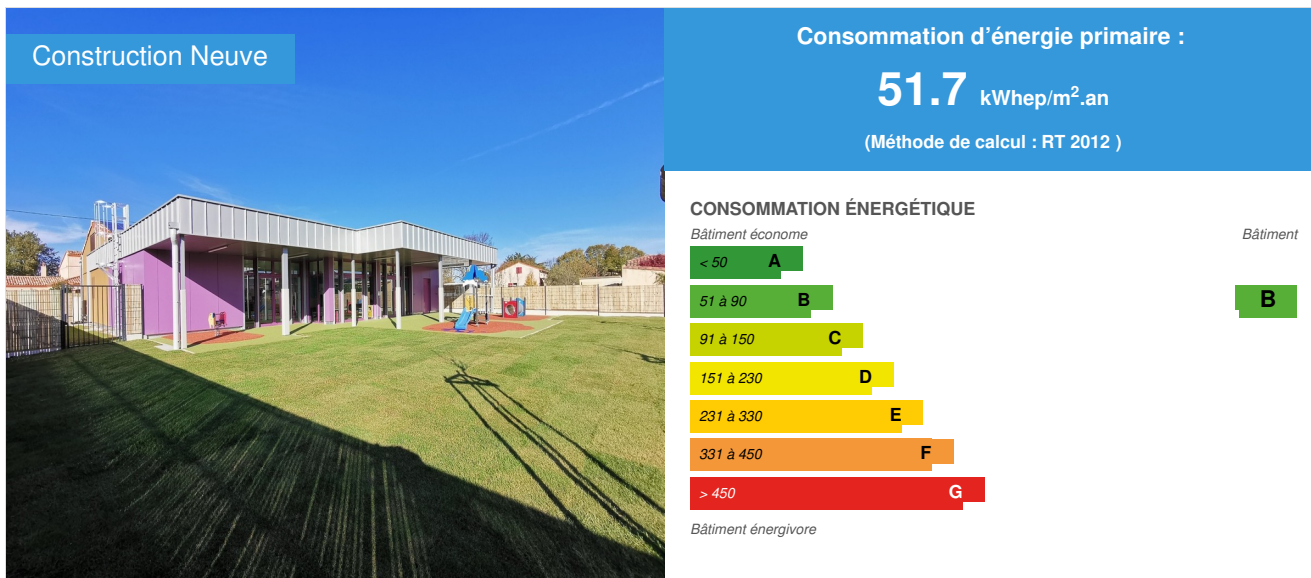 Construction Neuve
Consommation d'énergie primaire :
51.7 kWhep/m².an
(Méthode de calcul : RT 2012 )
CONSOMMATION ÉNERGÉTIQUE
Bâtiment économe
Bâtiment
< 50 A
51 à 90 B
B
91 à 150 C
151 à 230 D
231 à 330 E
331 à 450 F
> 450 G
Bâtiment énergivore